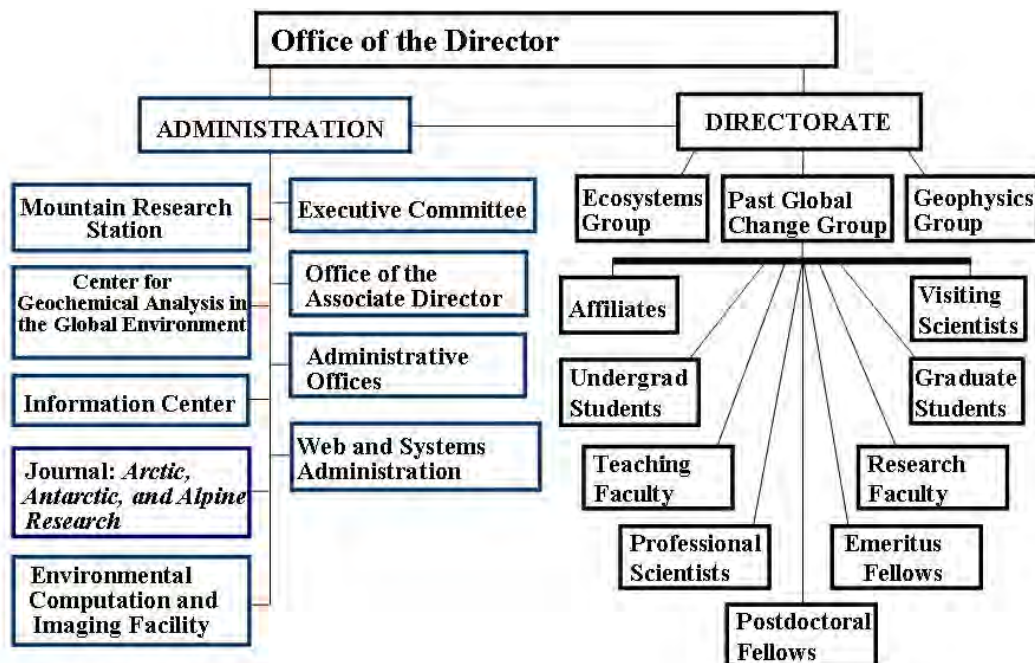 Office of the Director
ADMINISTRATION
DIRECTORATE
Mountain Research
Station
Center for
Geochemical Analysis in
the Global Environment
Information Center
Journal: Arctic,
Antarctic, and Alpine
Research
Environmental
Computation and
Imaging Facility
Executive Committee
Office of the
Associate Director
Administrative
Offices
Web and Systems
Administration
Ecosystems
Group
Past Global
Change Group
Geophysics
Group
Affiliates
Visiting
Scientists
Undergrad
Students
Graduate
Students
Teaching
Faculty
Research
Faculty
Professional
Scientists
Emeritus
Fellows
Postdoctoral
Fellows